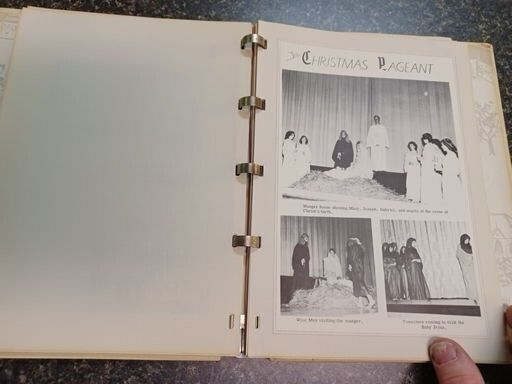 The CHRISTMAS PAGEANT
Manger Scene showing Mary, Joseph, Gabriel, and angels at the scene of
Christ's birth.
Wise Men visiting the manger.
Townsmen coming to visit the
Baby Jesus.